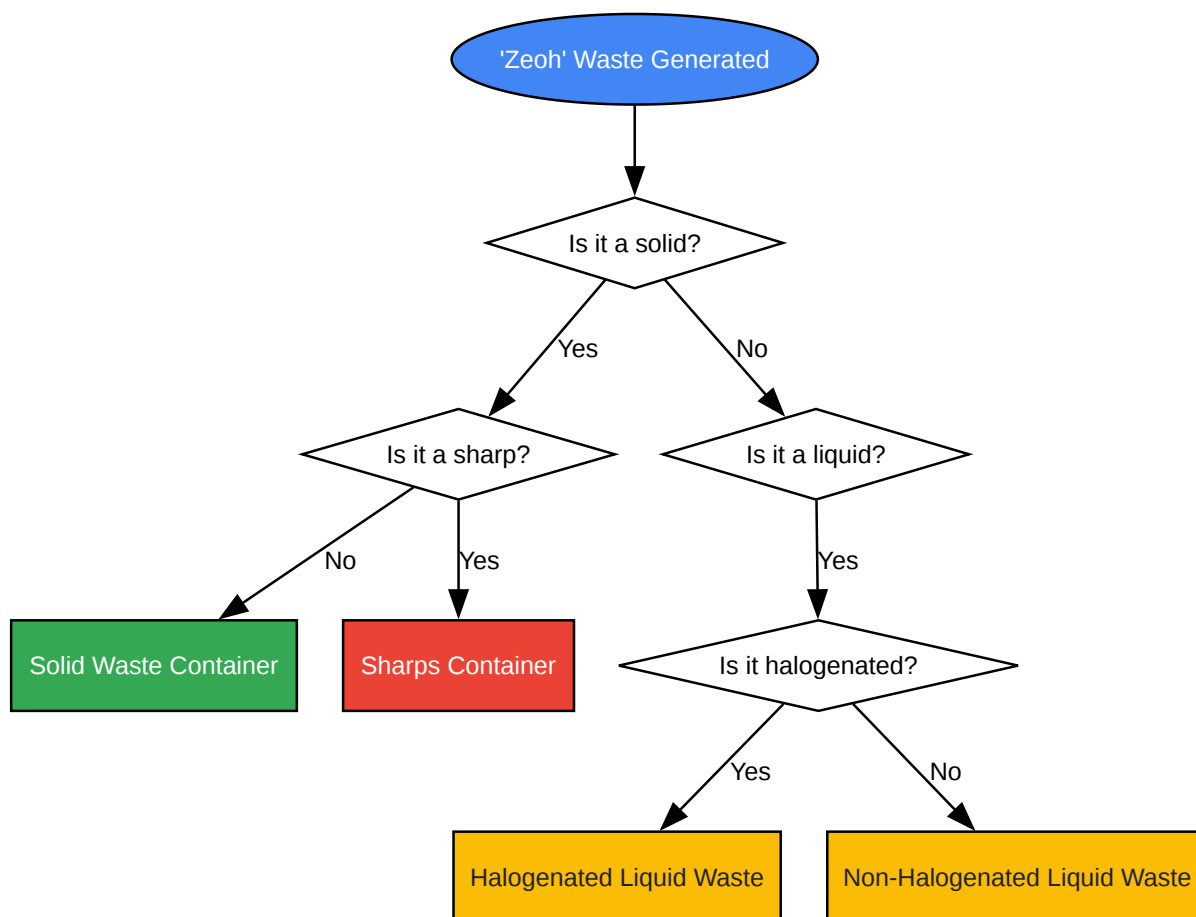 'Zeoh' Waste Generated
Is it a solid?
Yes
No
Is it a sharp?
Is it a liquid?
No
Yes
Yes
Solid Waste Container
Sharps Container
Is it halogenated?
Yes
No
Halogenated Liquid Waste
Non-Halogenated Liquid Waste